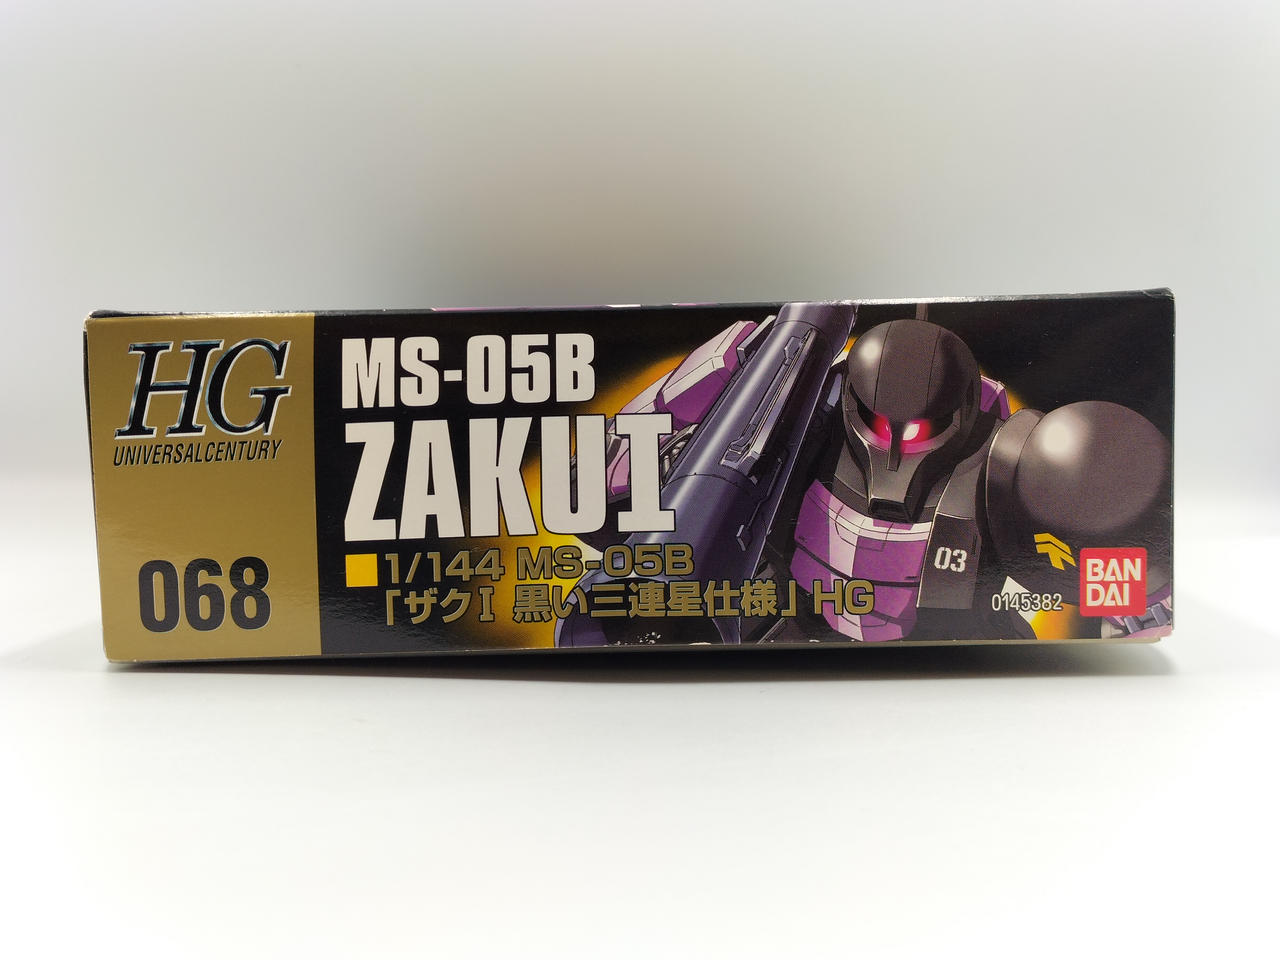 HG
UNIVERSALCENTURY
068
MS-05B
ZAKUI
1/144 MS-05B
「ザクI 黒い三連星仕様」HG
03
0145382
BAN
DAI